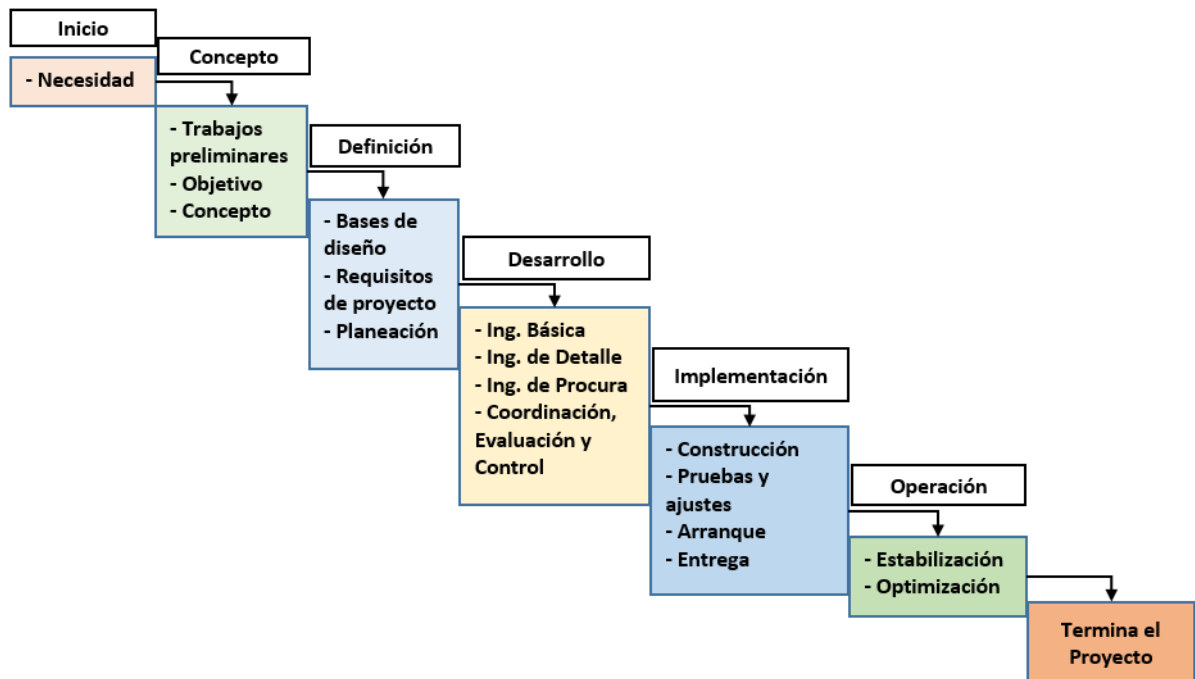 Inicio
- Necesidad
Concepto
- Trabajos
preliminares
- Objetivo
- Concepto
Definición
- Bases de
diseño
- Requisitos
de proyecto
- Planeación
Desarrollo
- Ing. Básica
- Ing. de Detalle
- Ing. de Procura
- Coordinación,
Evaluación y
Control
Implementación
- Construcción
- Pruebas y
ajustes
- Arranque
- Entrega
Operación
- Estabilización
- Optimización
Termina el
Proyecto